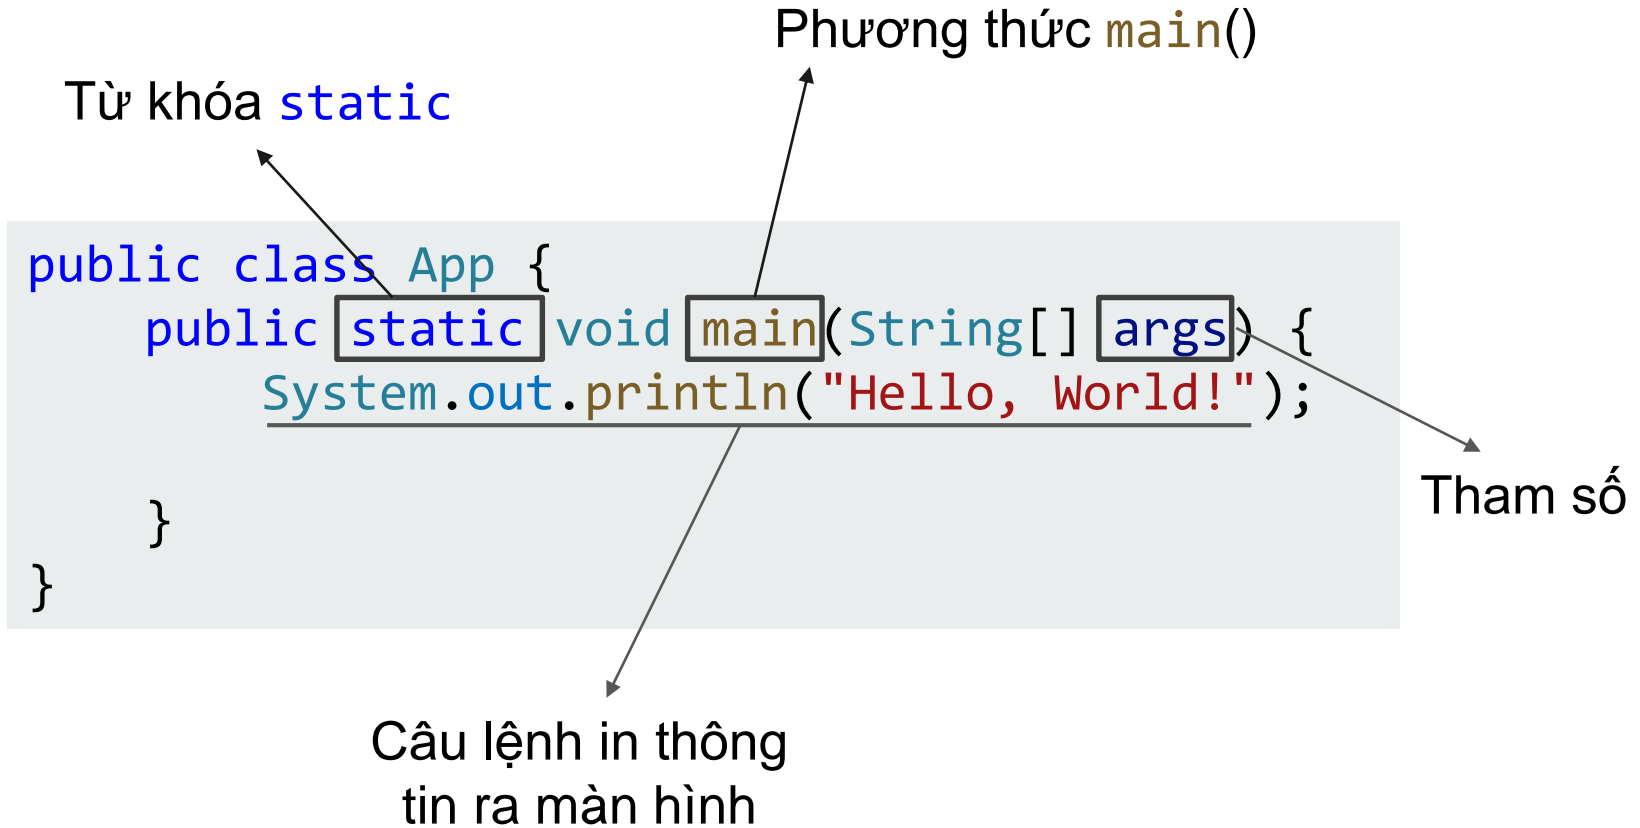 Phương thức main()
Từ khóa static
public class App {
public static void main(String[] args) {
System.out.println("Hello, World!");
}
}
Tham số
Câu lệnh in thông
tin ra màn hình